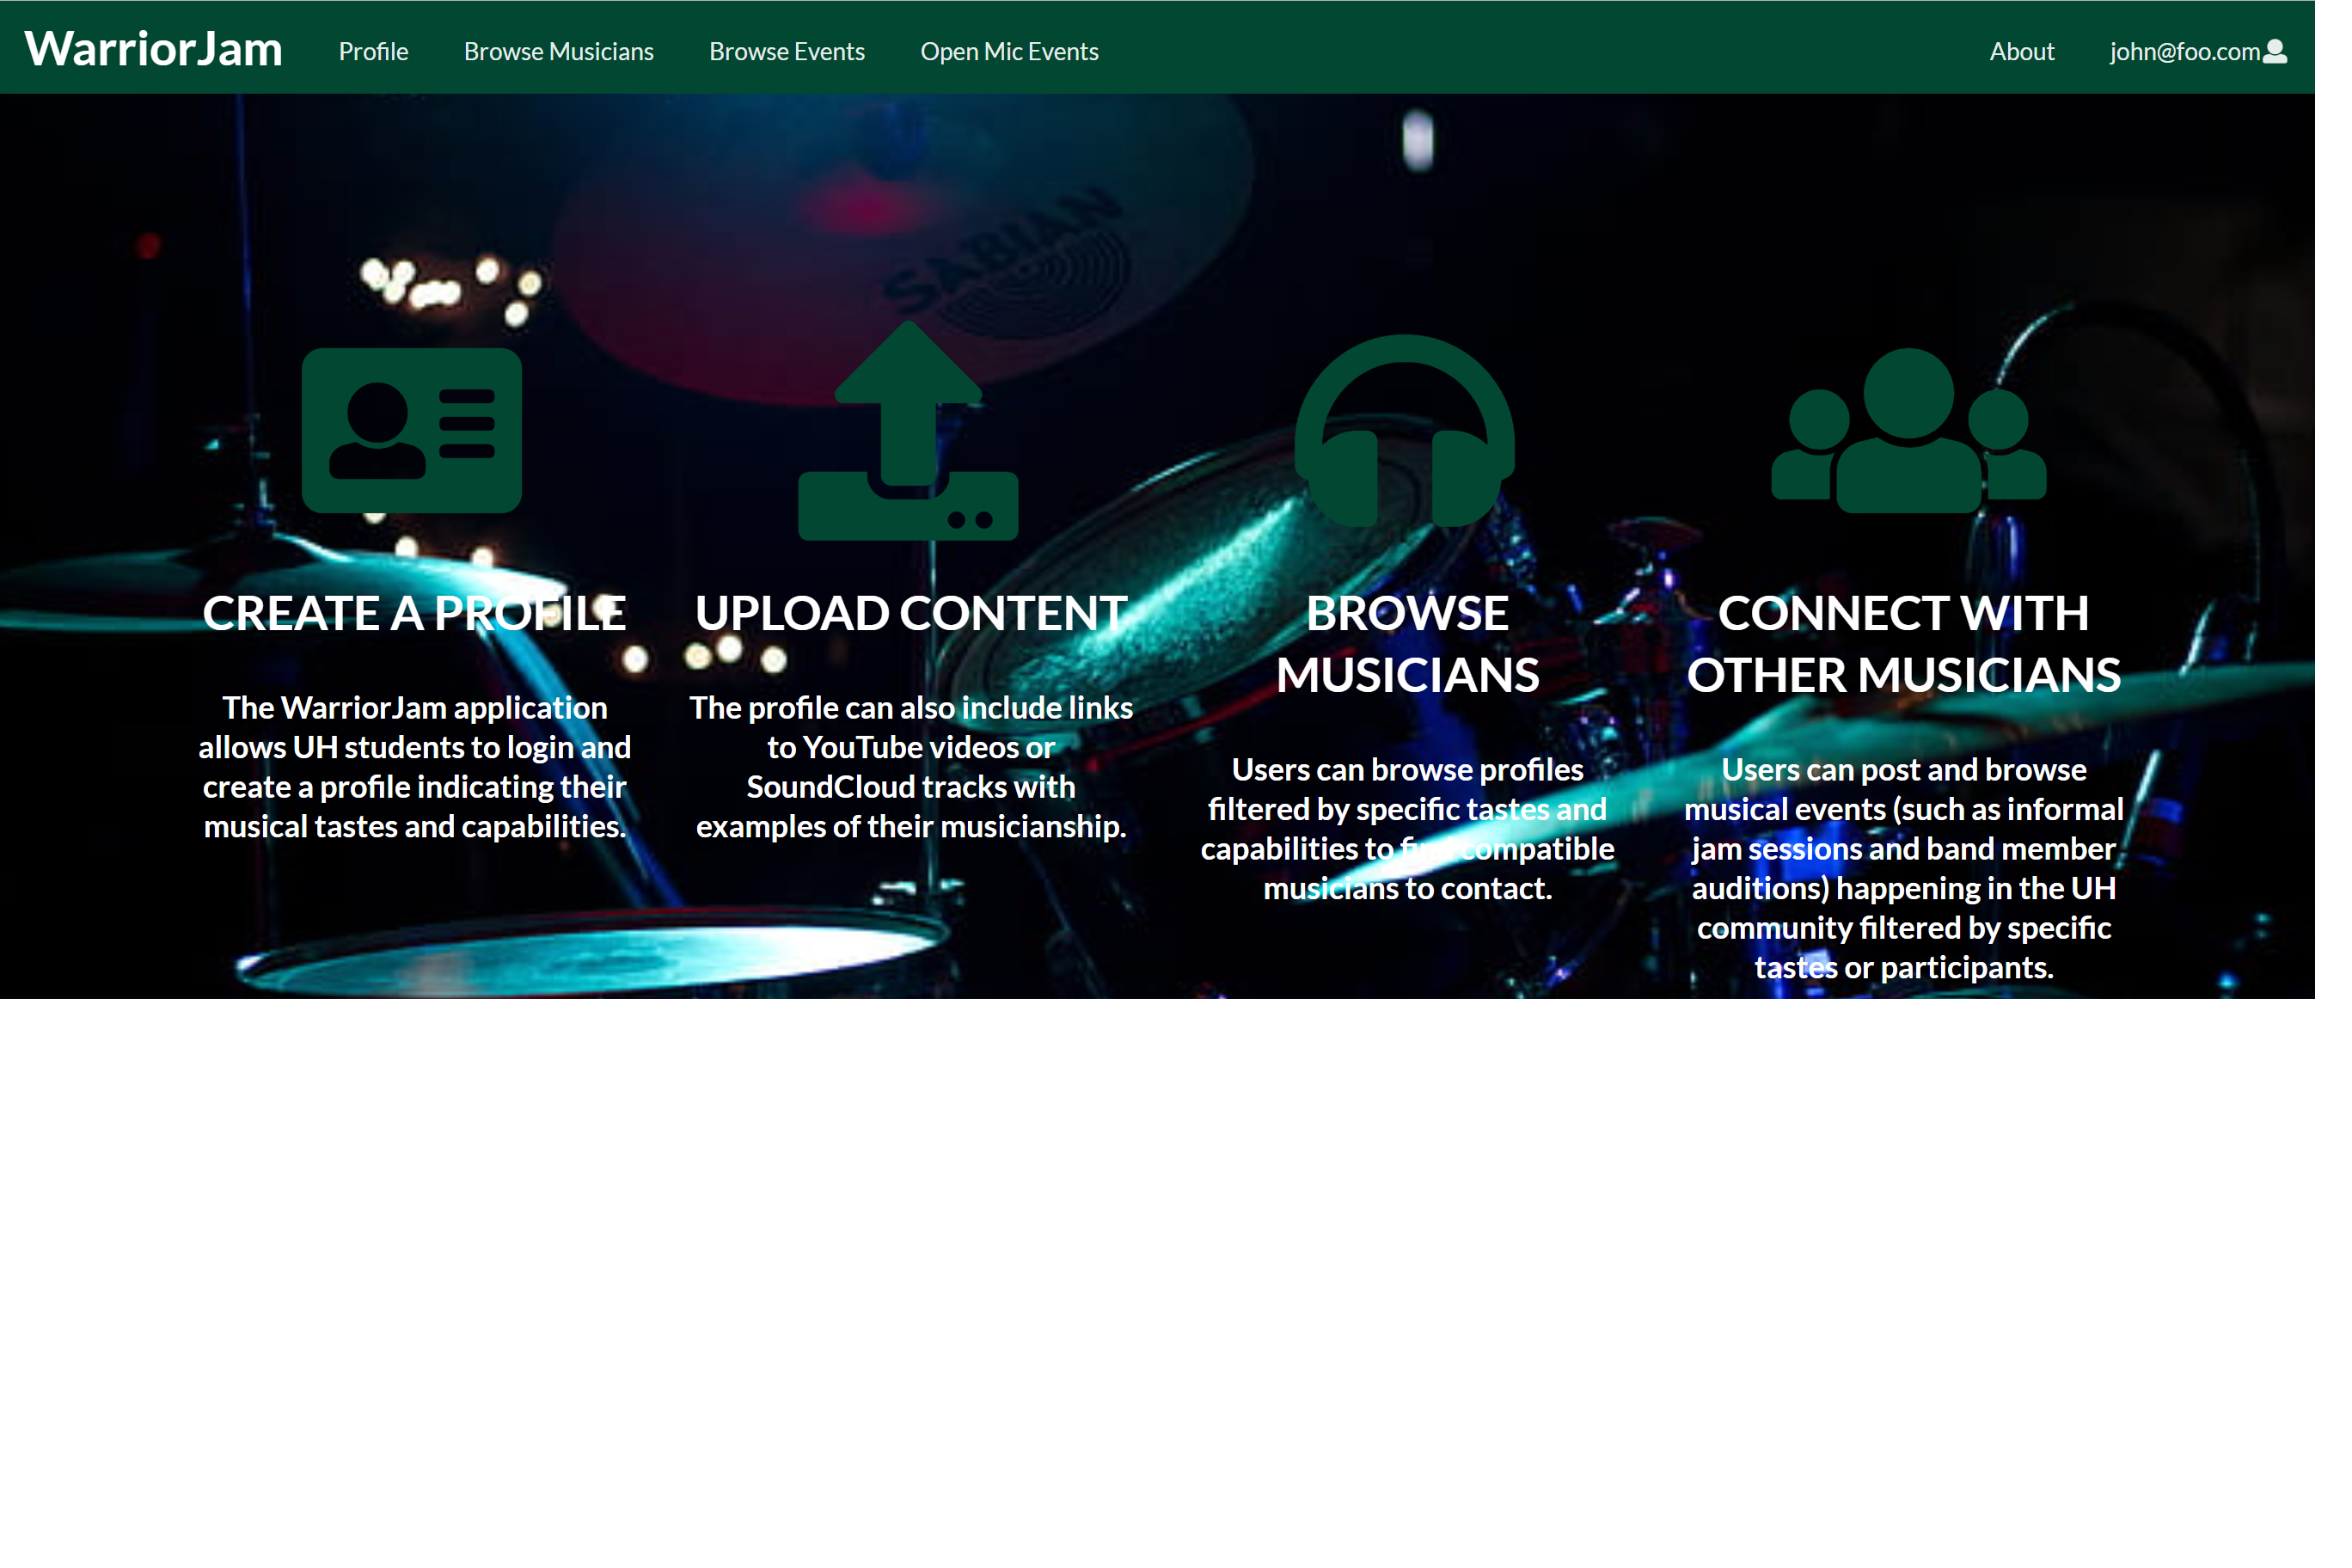 WarriorJam Profile Browse Musicians Browse Events Open Mic Events About john@foo.com
SABIAN
CREATE A PROFILE
The WarriorJam application
allows UH students to login and
create a profile indicating their
musical tastes and capabilities.
UPLOAD CONTENT
The profile can also include links
to YouTube videos or
SoundCloud tracks with
examples of their musicianship.
BROWSE
MUSICIANS
Users can browse profiles
filtered by specific tastes and
capabilities to find compatible
musicians to contact.
CONNECT WITH
OTHER MUSICIANS
Users can post and browse
musical events (such as informal
jam sessions and band member
auditions) happening in the UH
community filtered by specific
tastes or participants.